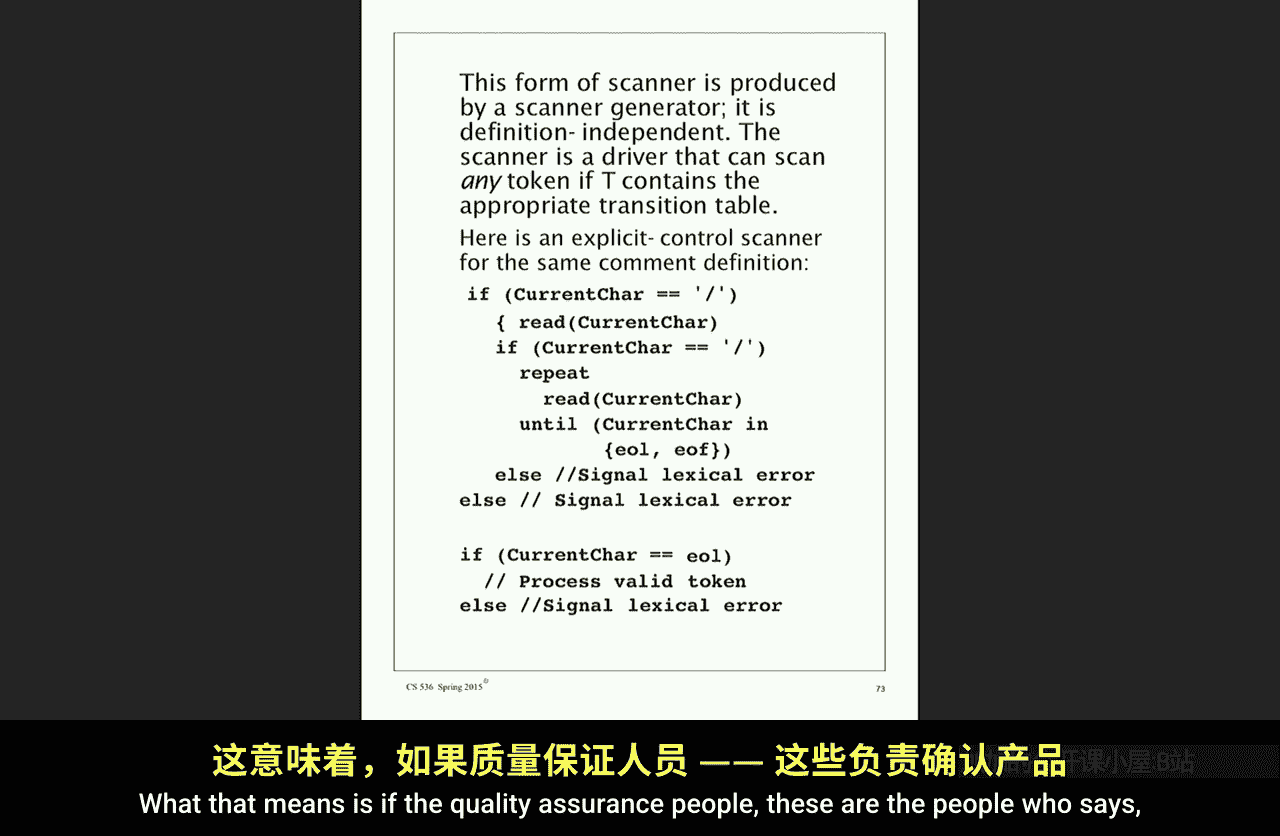 This form of scanner is produced
by a scanner generator; it is
definition- independent. The
scanner is a driver that can scan
any token if T contains the
appropriate transition table.
Here is an explicit- control scanner
for the same comment definition:
if (CurrentChar == '/')
{ read(CurrentChar)
if (CurrentChar == '/')
repeat
read(CurrentChar)
until (CurrentChar in
{eol, eof})
else //Signal lexical error
else // Signal lexical error
if (CurrentChar == eol)
// Process valid token
else //Signal lexical error
CS 536 Spring 2015
73
这意味着，如果质量保证人员 —— 这些负责确认产品
What that means is if the quality assurance people, these are the people who says,